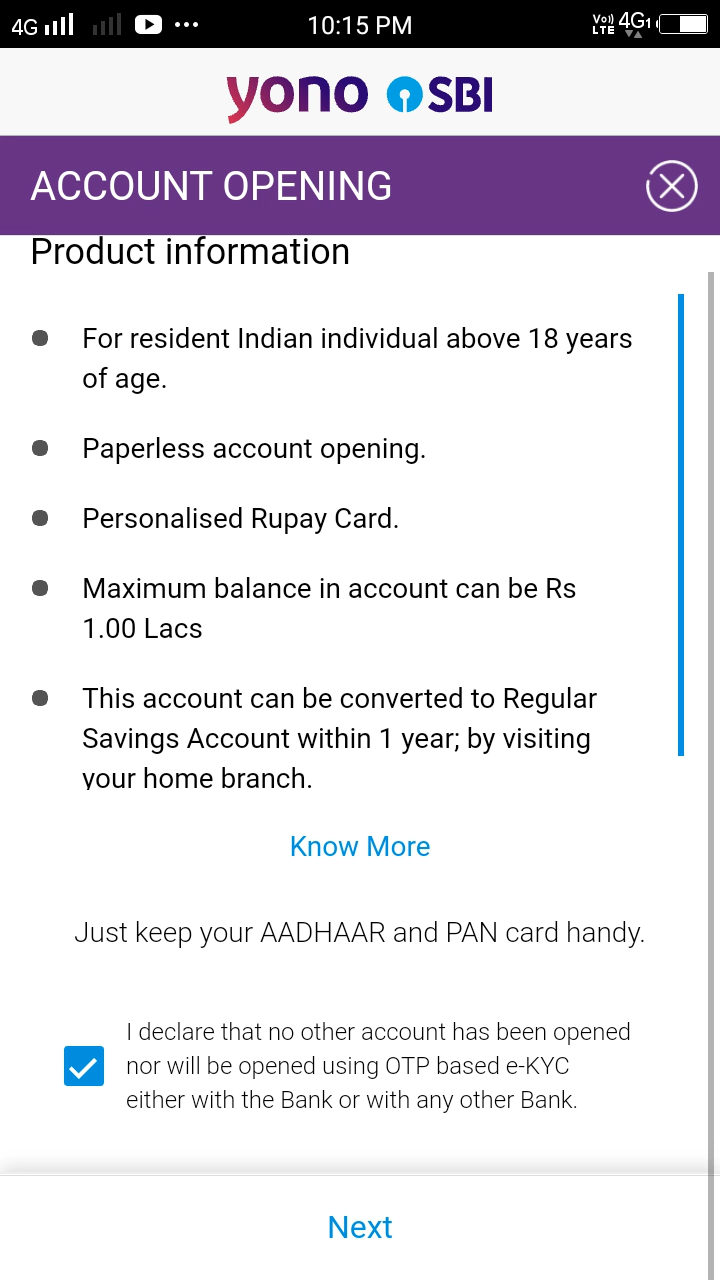 4G 10:15 PM Vo)) LTE 4G1
yono SBI
ACCOUNT OPENING
Product information
For resident Indian individual above 18 years
of age.
Paperless account opening.
Personalised Rupay Card.
Maximum balance in account can be Rs
1.00 Lacs
This account can be converted to Regular
Savings Account within 1 year; by visiting
your home branch.
Know More
Just keep your AADHAAR and PAN card handy.
I declare that no other account has been opened
nor will be opened using OTP based e-KYC
either with the Bank or with any other Bank.
Next